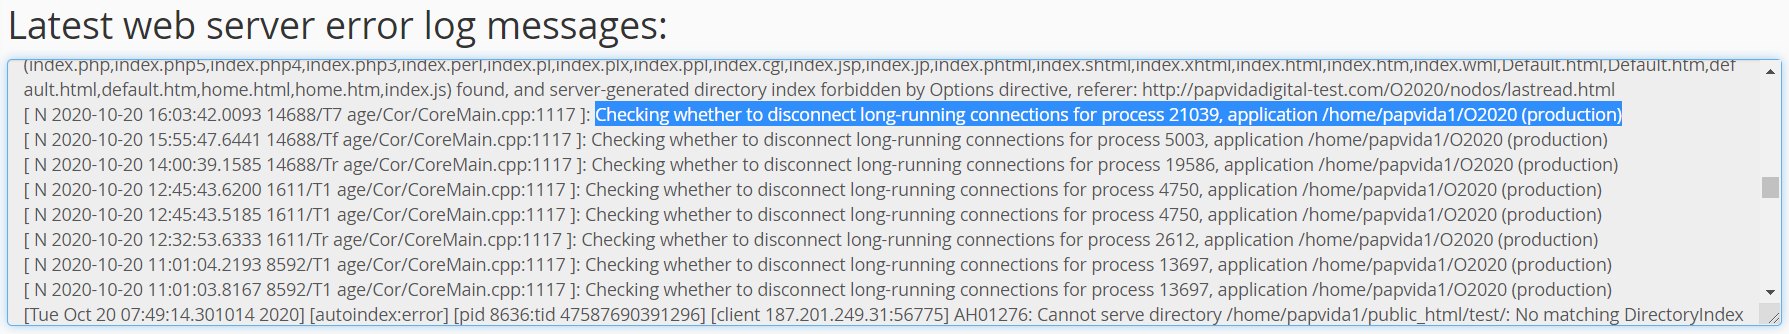 Latest web server error log messages:
(index.php,index.php5,index.php4,index.php3,index.perl,index.pl,index.plx,index.ppl,index.cgi,index.jsp,index.jp,index.phtml,index.shtml,index.xhtml,index.html,index.htm,index.wml,Default.html,Default.htm,def
ault.html,default.htm,home.html,home.htm,index.js) found, and server-generated directory index forbidden by Options directive, referer: http://papvidadigital-test.com/O2020/nodos/lastread.html
[ N 2020-10-20 16:03:42.0093 14688/T7 age/Cor/CoreMain.cpp:1117 ]: Checking whether to disconnect long-running connections for process 21039, application /home/papvida1/O2020 (production)
[ N 2020-10-20 15:55:47.6441 14688/Tf age/Cor/CoreMain.cpp:1117 ]: Checking whether to disconnect long-running connections for process 5003, application /home/papvida1/O2020 (production)
[ N 2020-10-20 14:00:39.1585 14688/Tr age/Cor/CoreMain.cpp:1117 ]: Checking whether to disconnect long-running connections for process 19586, application /home/papvida1/O2020 (production)
[ N 2020-10-20 12:45:43.6200 1611/T1 age/Cor/CoreMain.cpp:1117 ]: Checking whether to disconnect long-running connections for process 4750, application /home/papvida1/O2020 (production)
[ N 2020-10-20 12:45:43.5185 1611/T1 age/Cor/CoreMain.cpp:1117 ]: Checking whether to disconnect long-running connections for process 4750, application /home/papvida1/O2020 (production)
[ N 2020-10-20 12:32:53.6333 1611/Tr age/Cor/CoreMain.cpp:1117 ]: Checking whether to disconnect long-running connections for process 2612, application /home/papvida1/O2020 (production)
[ N 2020-10-20 11:01:04.2193 8592/T1 age/Cor/CoreMain.cpp:1117 ]: Checking whether to disconnect long-running connections for process 13697, application /home/papvida1/O2020 (production)
[ N 2020-10-20 11:01:03.8167 8592/T1 age/Cor/CoreMain.cpp:1117 ]: Checking whether to disconnect long-running connections for process 13697, application /home/papvida1/O2020 (production)
[Tue Oct 20 07:49:14.301014 2020] [autoindex:error] [pid 8636:tid 47587690391296] [client 187.201.249.31:56775] AH01276: Cannot serve directory /home/papvida1/public_html/test/: No matching DirectoryIndex